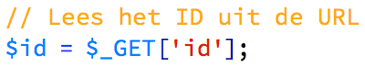 // Lees het ID uit de URL
$id = $_GET['id'];